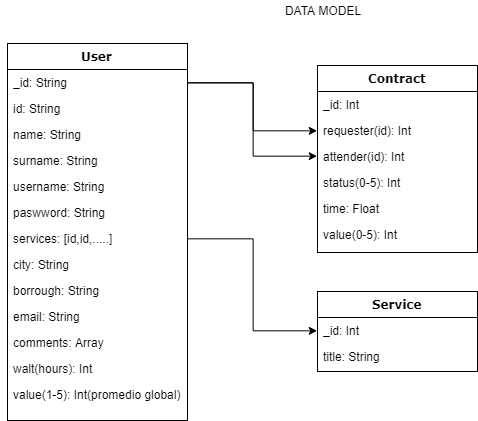 DATA MODEL
User
_id: String
id: String
name: String
surname: String
username: String
paswword: String
services: [id,id,.....]
city: String
borrough: String
email: String
comments: Array
walt(hours): Int
value(1-5): Int(promedio global)
Contract
_id: Int
requester(id): Int
attender(id): Int
status(0-5): Int
time: Float
value(0-5): Int
Service
_id: Int
title: String